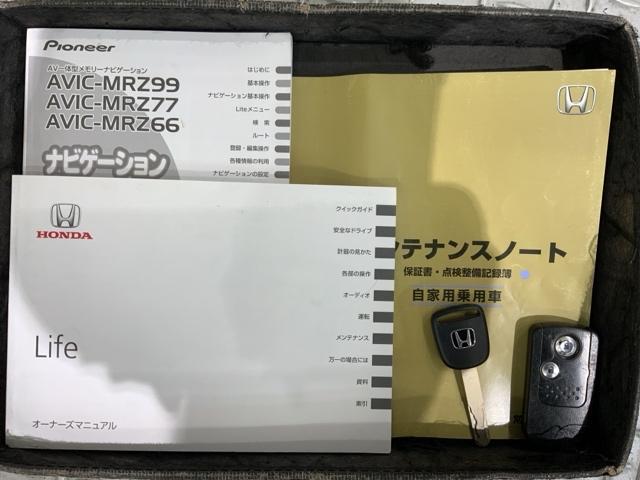 Pioneer
AV一体型メモリーナビゲーション
AVIC-MRZ99
AVIC-MRZ77
AVIC-MRZ66
ナビゲーション
はじめに
基本操作
ナビゲーション基本操作
Liteメニュー
検 索
ルート
登録・編集操作
各種情報の利用
ナビゲーションの設定
HONDA
Life
オーナーズマニュアル
クイックガイド
安全なドライブ
計器の見かた
各部の操作
オーディオ
運転
メンテナンス
万一の場合には
資料
索引
テナンスノート
保証書・点検整備記録簿
自家用乗用車